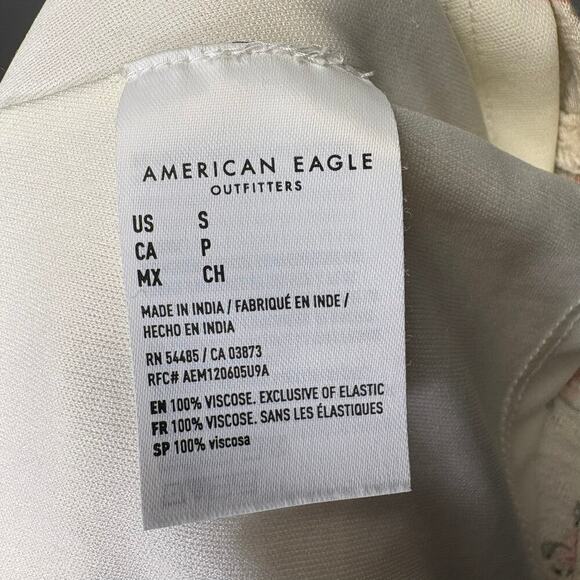 AMERICAN EAGLE
OUTFITTERS
US S
CA P
MX CH
MADE IN INDIA / FABRIQUÉ EN INDE /
HECHO EN INDIA
RN 54485 / CA 03873
RFC# AEM120605U9A
EN 100% VISCOSE. EXCLUSIVE OF ELASTIC
FR 100% VISCOSE. SANS LES ÉLASTIQUES
SP 100% viscosa